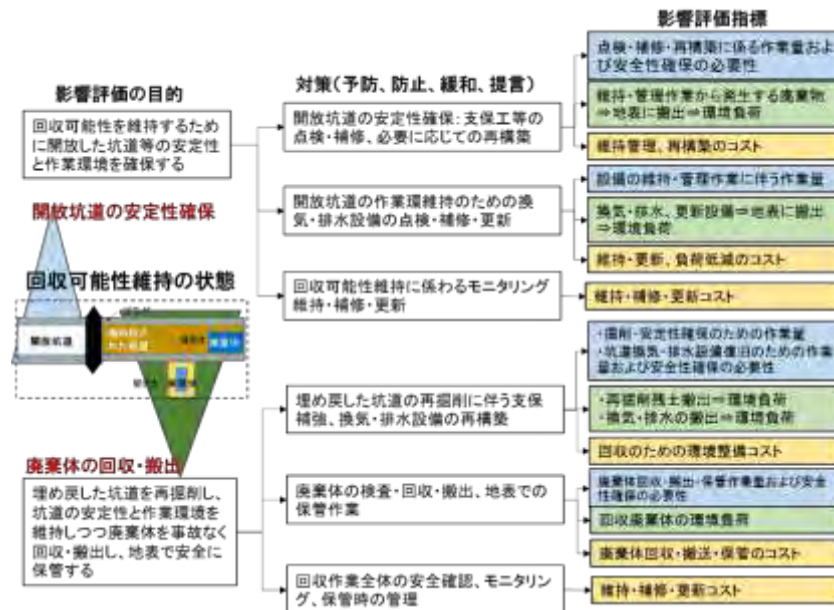 影響評価の目的
回収可能性を維持するため
に開放した坑道等の安定性
と作業環境を確保する
開放坑道の安定性確保
回収可能性維持の状態
開放坑道
廃棄体の回収・搬出
埋め戻した坑道を再掘削し、
坑道の安定性と作業環境を
維持しつつ廃棄体を事故なく
回収・搬出し、地表で安全に
保管する
対策(予防、防止、緩和、提言)
開放坑道の安定性確保:支保工等の
点検・補修、必要に応じての再構築
開放坑道の作業環維持のための換
気・排水設備の点検・補修・更新
回収可能性維持に係わるモニタリング
維持・補修・更新
埋め戻した坑道の再掘削に伴う支保
補強、換気・排水設備の再構築
廃棄体の検査・回収・搬出、地表での
保管作業
回収作業全体の安全確認、モニタリン
グ、保管時の管理
影響評価指標
点検・補修・再構築に係る作業量およ
び安全性確保の必要性
維持・管理作業から発生する廃棄物
⇒地表に搬出⇒環境負荷
維持管理、再構築のコスト
設備の維持・管理作業に伴う作業量
換気・排水、更新設備⇒地表に搬出
⇒環境負荷
維持・更新、負荷低減のコスト
維持・補修・更新コスト
・掘削・安定性確保のための作業量
・坑道換気・排水設備復旧のための作業
量および安全性確保の必要性
・再掘削残土搬出⇒環境負荷
・換気・排水の搬出⇒環境負荷
回収のための環境整備コスト
廃棄体回収・搬出・保管作業量および安全
性確保の必要性
回収廃棄体の環境負荷
廃棄体回収・搬送・保管のコスト
維持・補修・更新コスト